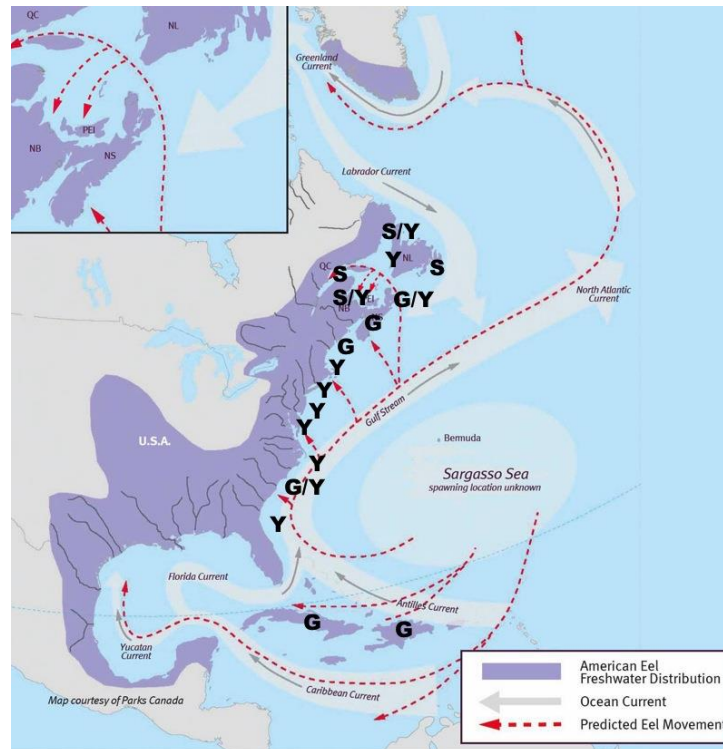 QC
NL
PEI
NB
NS
Greenland
Current
Labrador Current
S/Y
Y
NL
S
QC
S
S/Y
NB
G/Y
G
G
Y
Y
Y
Y
North Atlantic
Current
Gulf Stream
U.S.A.
Bermuda
Sargasso Sea
spawning location unknown
Y
G/Y
Y
Florida Current
Antilles Current
G
G
Yucatan
Current
Caribbean Current
Map courtesy of Parks Canada
American Eel
Freshwater Distribution
Ocean Current
Predicted Eel Movement